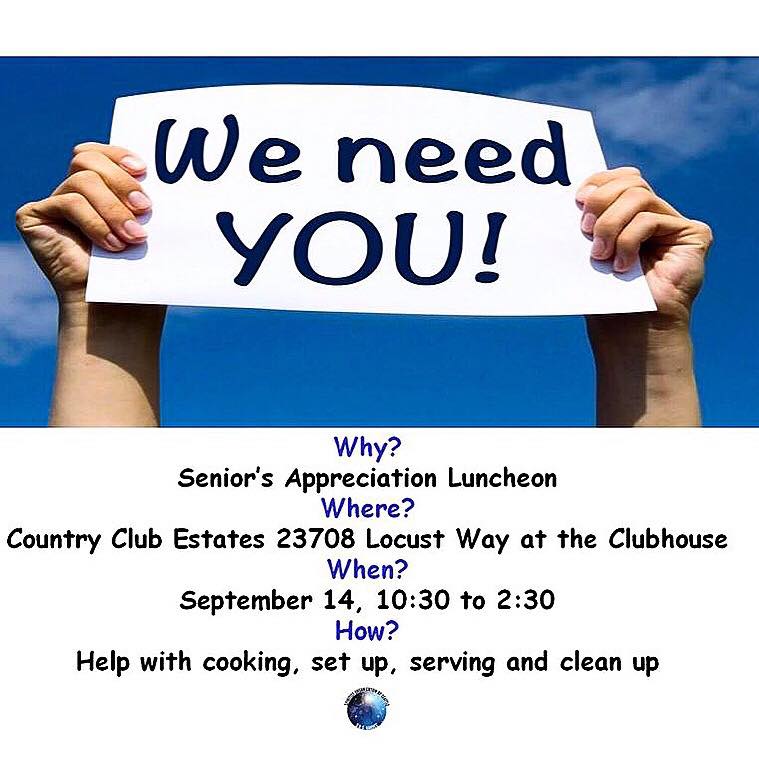 We need
YOU!
Why?
Senior's Appreciation Luncheon
Where?
Country Club Estates 23708 Locust Way at the Clubhouse
When?
September 14, 10:30 to 2:30
How?
Help with cooking, set up, serving and clean up